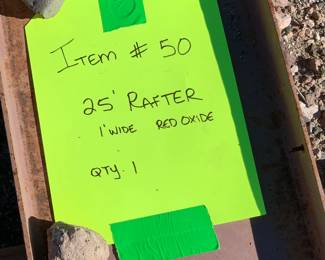 ITEM # 50
25' RAFTER
1' WIDE RED OXIDE
QTY. 1